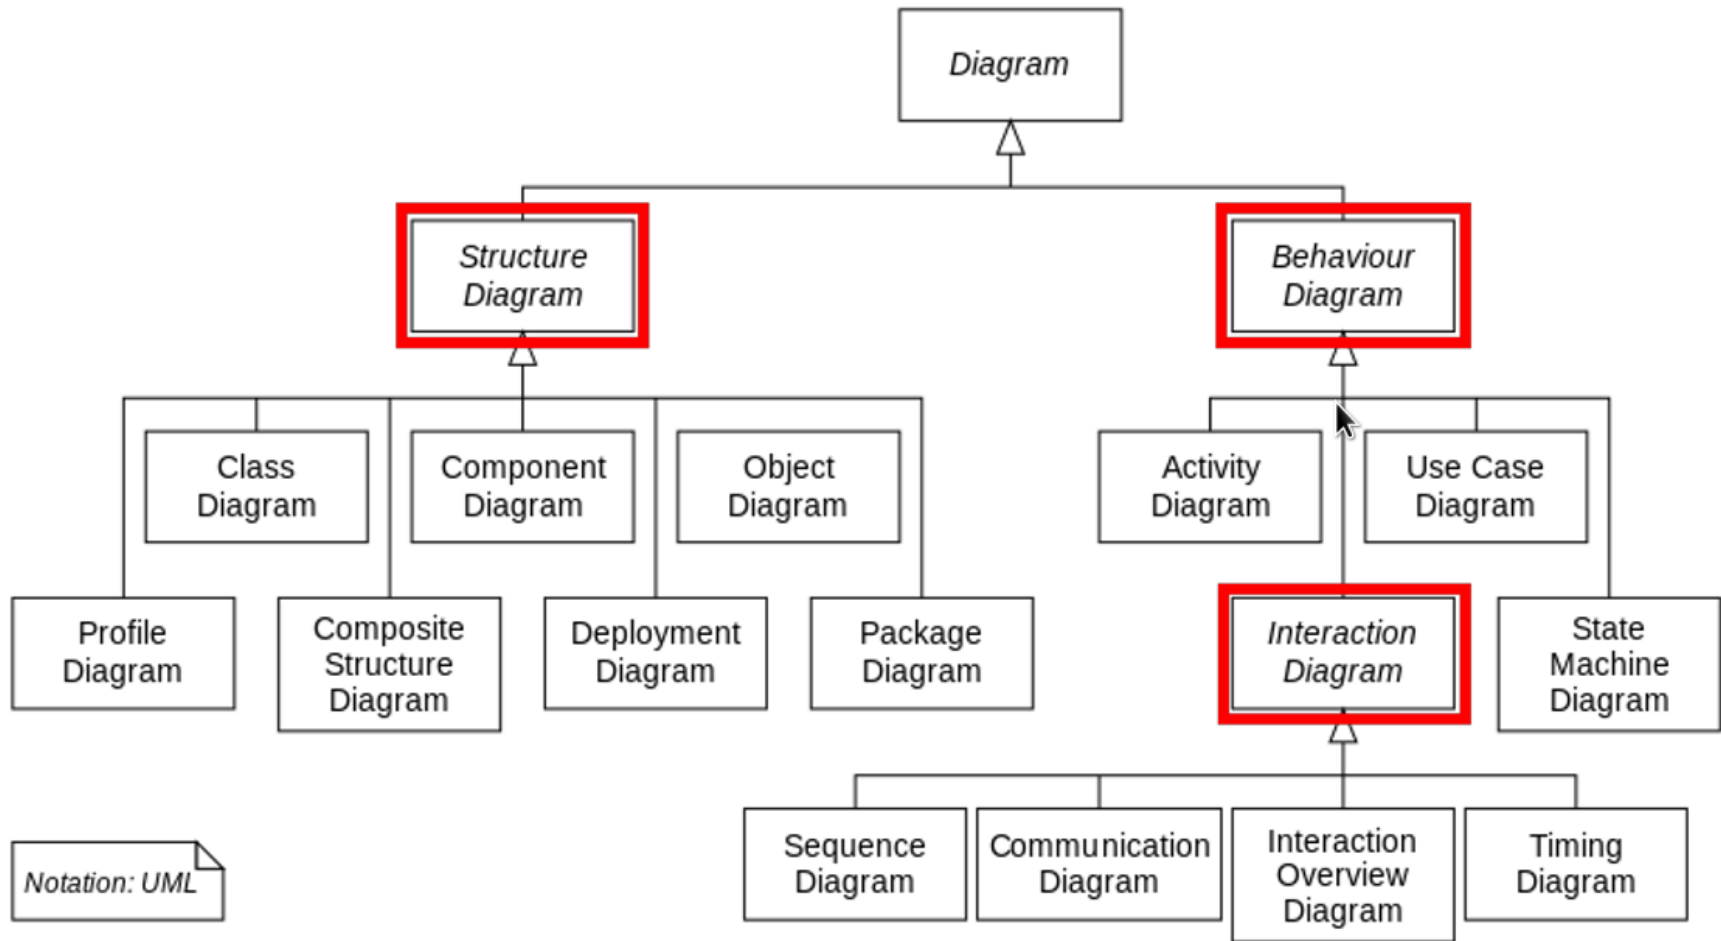 Diagram
Structure
Diagram
Behaviour
Diagram
Class
Diagram
Component
Diagram
Object
Diagram
Activity
Diagram
Use Case
Diagram
Profile
Diagram
Composite
Structure
Diagram
Deployment
Diagram
Package
Diagram
Interaction
Diagram
State
Machine
Diagram
Sequence
Diagram
Communication
Diagram
Interaction
Overview
Diagram
Timing
Diagram
Notation: UML